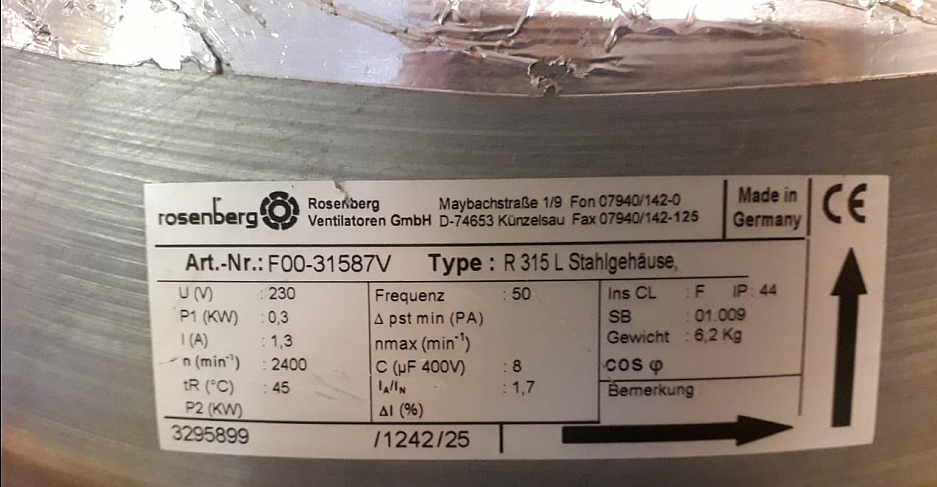 rosenberg Rosenberg Maybachstraße 1/9 Fon 07940/142-0 Made in
Ventilatoren GmbH D-74653 Künzelsau Fax 07940/142-125 Germany
CE
Art.-Nr.: F00-31587V Type : R 315 L Stahlgehäuse,
U (V) : 230 Frequenz : 50 Ins CL : F IP : 44
P1 (KW) : 0,3 Δ pst min (PA) SB : 01.009
I (A) : 1,3 nmax (min⁻¹) Gewicht : 6,2 Kg
n (min⁻¹) : 2400 C (µF 400V) : 8 cos φ
tR (°C) : 45 I_A/I_N : 1,7 Bemerkung :
P2 (KW) ΔI (%)
3295899 /1242/25